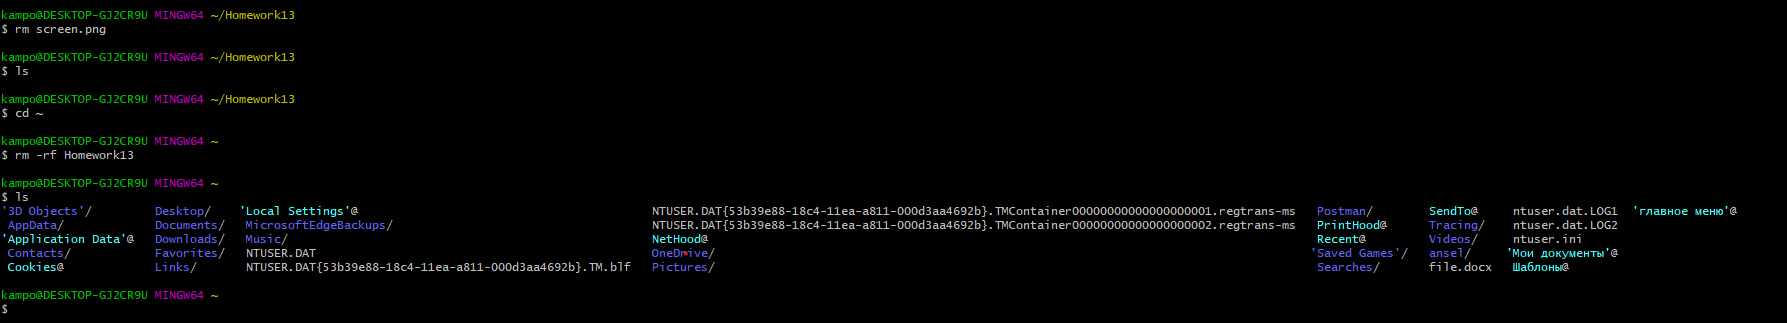 kampo@DESKTOP-GJ2CR9U MINGW64 ~/Homework13
$ rm screen.png
kampo@DESKTOP-GJ2CR9U MINGW64 ~/Homework13
$ ls
kampo@DESKTOP-GJ2CR9U MINGW64 ~/Homework13
$ cd ~
kampo@DESKTOP-GJ2CR9U MINGW64 ~
$ rm -rf Homework13
kampo@DESKTOP-GJ2CR9U MINGW64 ~
$ ls
'3D Objects'/ Desktop/ 'Local Settings'@ NTUSER.DAT{53b39e88-18c4-11ea-a811-000d3aa4692b}.TMContainer00000000000000000001.regtrans-ms Postman/ SendTo@ ntuser.dat.LOG1 'главное меню'@
AppData/ Documents/ MicrosoftEdgeBackups/ NTUSER.DAT{53b39e88-18c4-11ea-a811-000d3aa4692b}.TMContainer00000000000000000002.regtrans-ms PrintHood@ Tracing/ ntuser.dat.LOG2
'Application Data'@ Downloads/ Music/ NetHood@ Recent@ Videos/ ntuser.ini
Contacts/ Favorites/ NTUSER.DAT OneDrive/ 'Saved Games'/ ansel/ 'Мои документы'@
Cookies@ Links/ NTUSER.DAT{53b39e88-18c4-11ea-a811-000d3aa4692b}.TM.blf Pictures/ Searches/ file.docx Шаблоны@
kampo@DESKTOP-GJ2CR9U MINGW64 ~
$